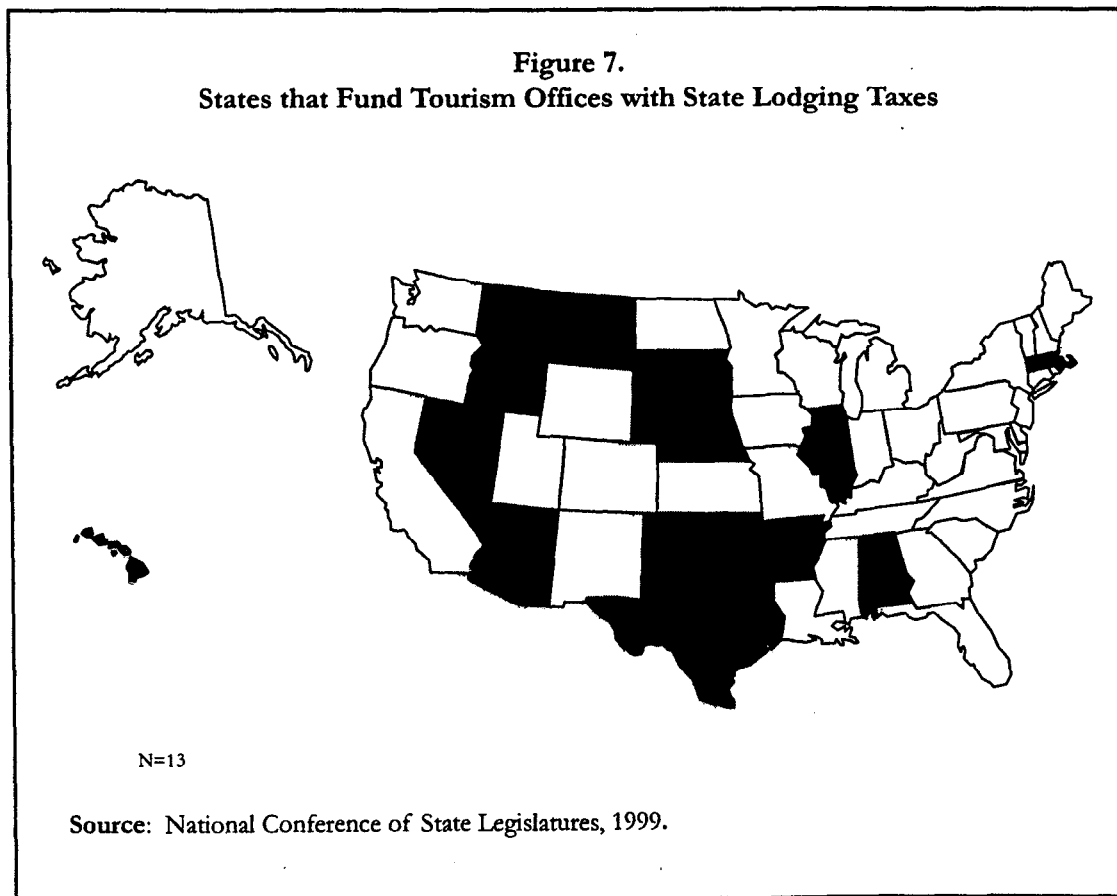 Figure 7.
States that Fund Tourism Offices with State Lodging Taxes
N=13
Source: National Conference of State Legislatures, 1999.